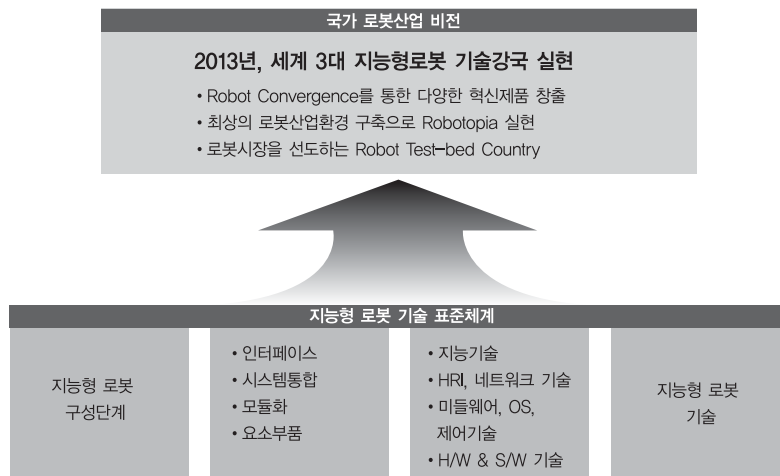 국가 로봇산업 비전
2013년, 세계 3대 지능형로봇 기술강국 실현
• Robot Convergence를 통한 다양한 혁신제품 창출
• 최상의 로봇산업환경 구축으로 Robotopia 실현
• 로봇시장을 선도하는 Robot Test-bed Country
지능형 로봇 기술 표준체계
지능형 로봇
구성단계
• 인터페이스
• 시스템통합
• 모듈화
• 요소부품
• 지능기술
• HRI, 네트워크 기술
• 미들웨어, OS,
제어기술
• H/W & S/W 기술
지능형 로봇
기술